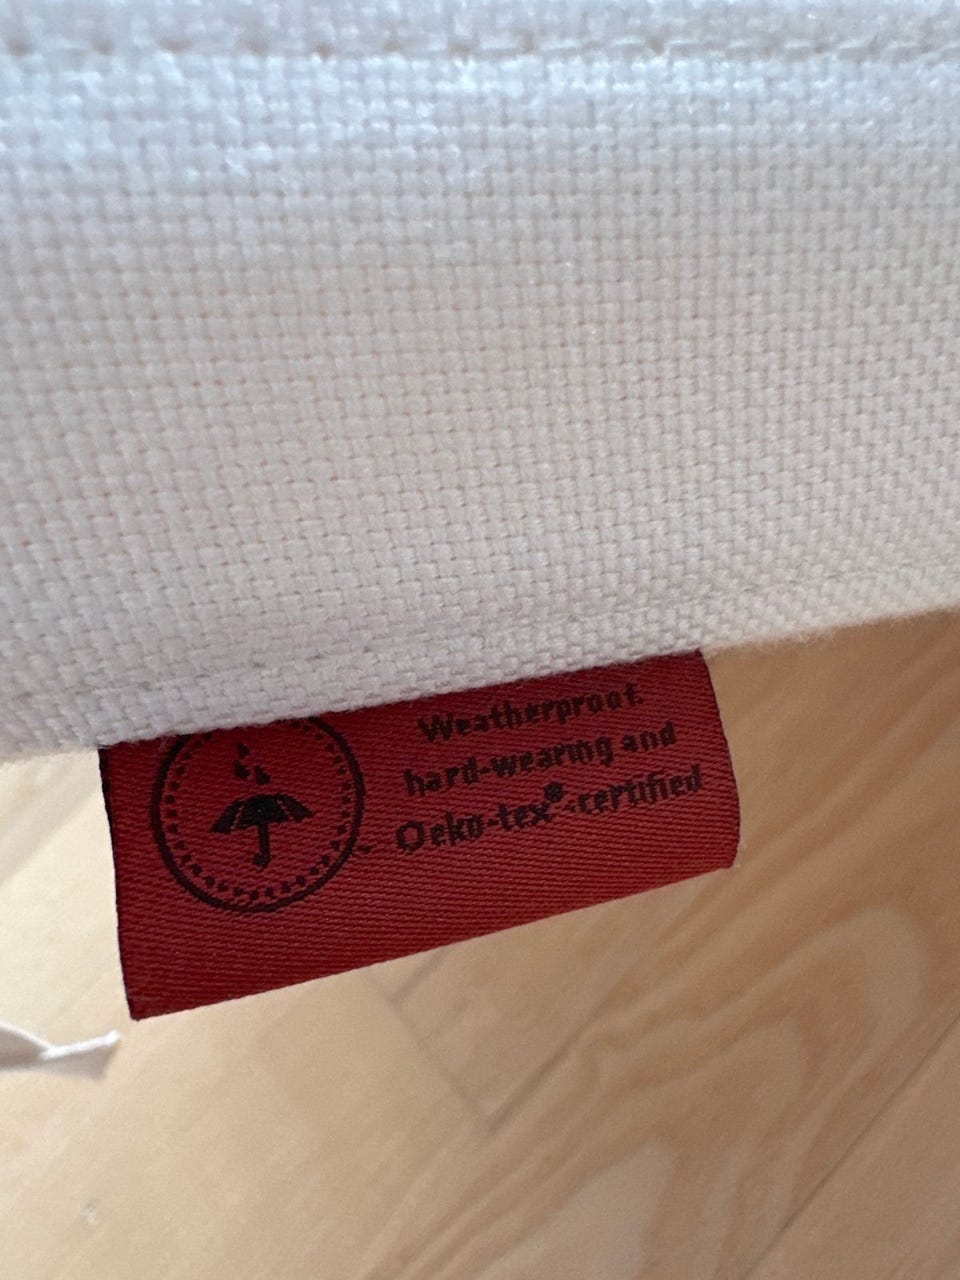 Weatherproof,
hard-wearing and
Oeko-tex®-certified